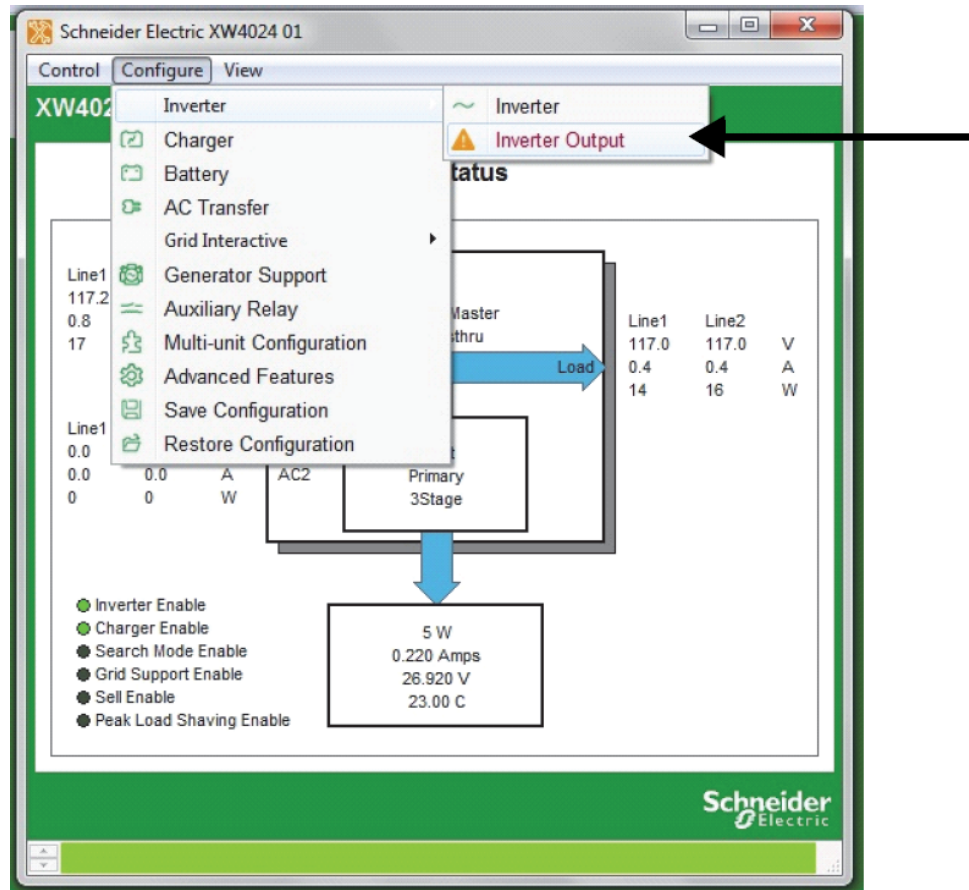 Schneider Electric XW4024 01
Control Configure View
XW402
Inverter
Charger
Battery
AC Transfer
Grid Interactive
Generator Support
Auxiliary Relay
Multi-unit Configuration
Advanced Features
Save Configuration
Restore Configuration
Inverter
Inverter Output
tatus
Line1
117.2
0.8
17
Master
sthru
Load
Line1 Line2
117.0 117.0 V
0.4 0.4 A
14 16 W
Line1
0.0
0.0 0.0 A
0 0 W
AC2
t
Primary
3Stage
Inverter Enable
Charger Enable
Search Mode Enable
Grid Support Enable
Sell Enable
Peak Load Shaving Enable
5 W
0.220 Amps
26.920 V
23.00 C
Schneider
Electric